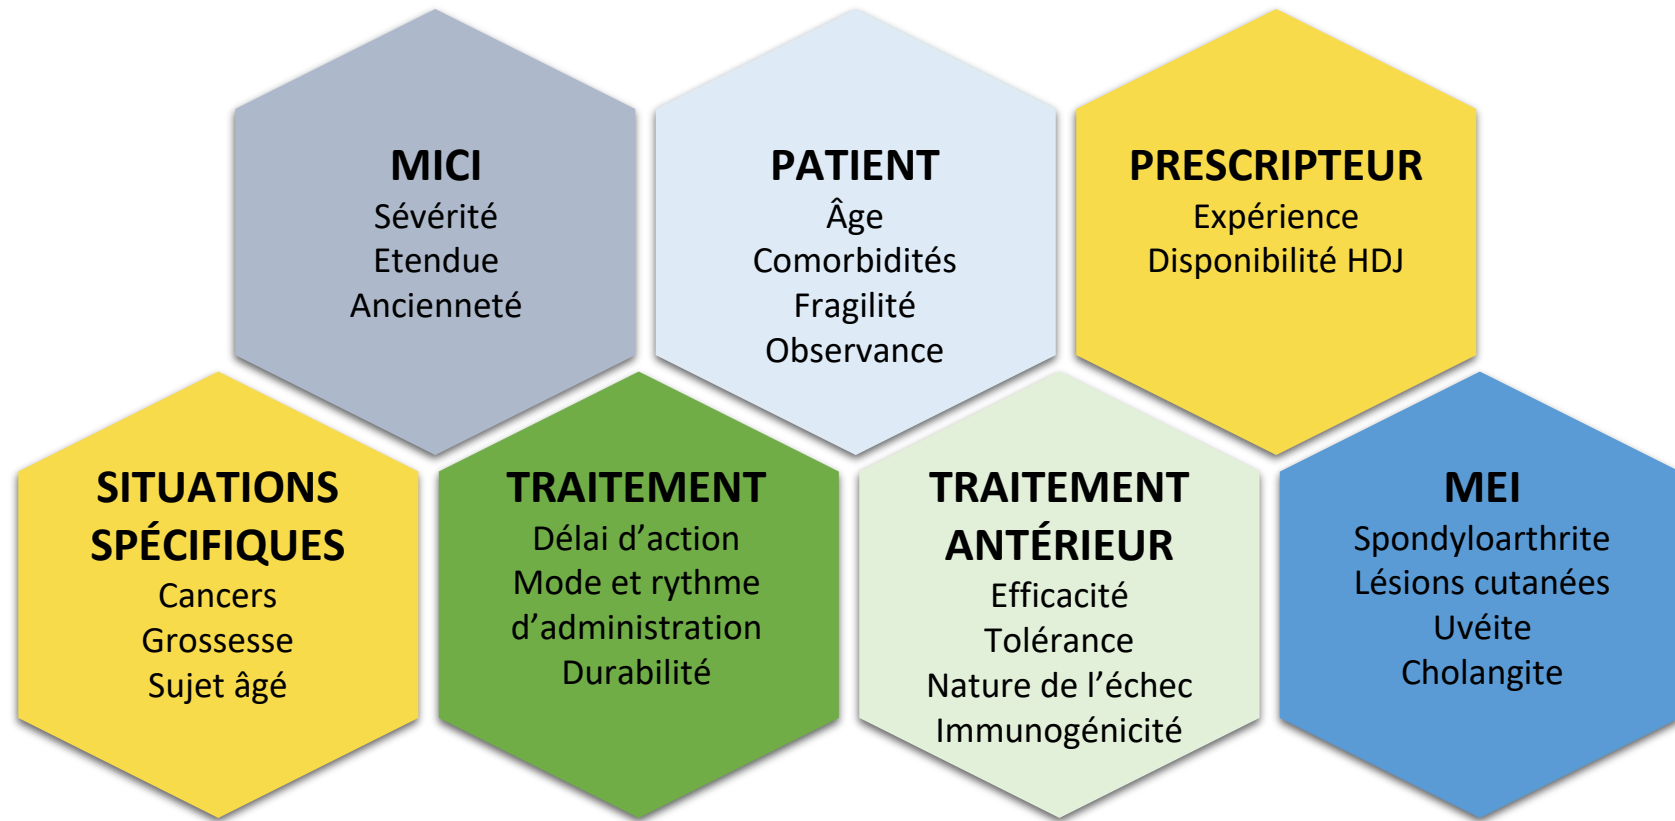 MICI
Sévérité
Etendue
Ancienneté
PATIENT
Âge
Comorbidités
Fragilité
Observance
PRESCRIPTEUR
Expérience
Disponibilité HDJ
SITUATIONS
SPÉCIFIQUES
Cancers
Grossesse
Sujet âgé
TRAITEMENT
Délai d’action
Mode et rythme
d’administration
Durabilité
TRAITEMENT
ANTÉRIEUR
Efficacité
Tolérance
Nature de l’échec
Immunogénicité
MEI
Spondyloarthrite
Lésions cutanées
Uvéite
Cholangite